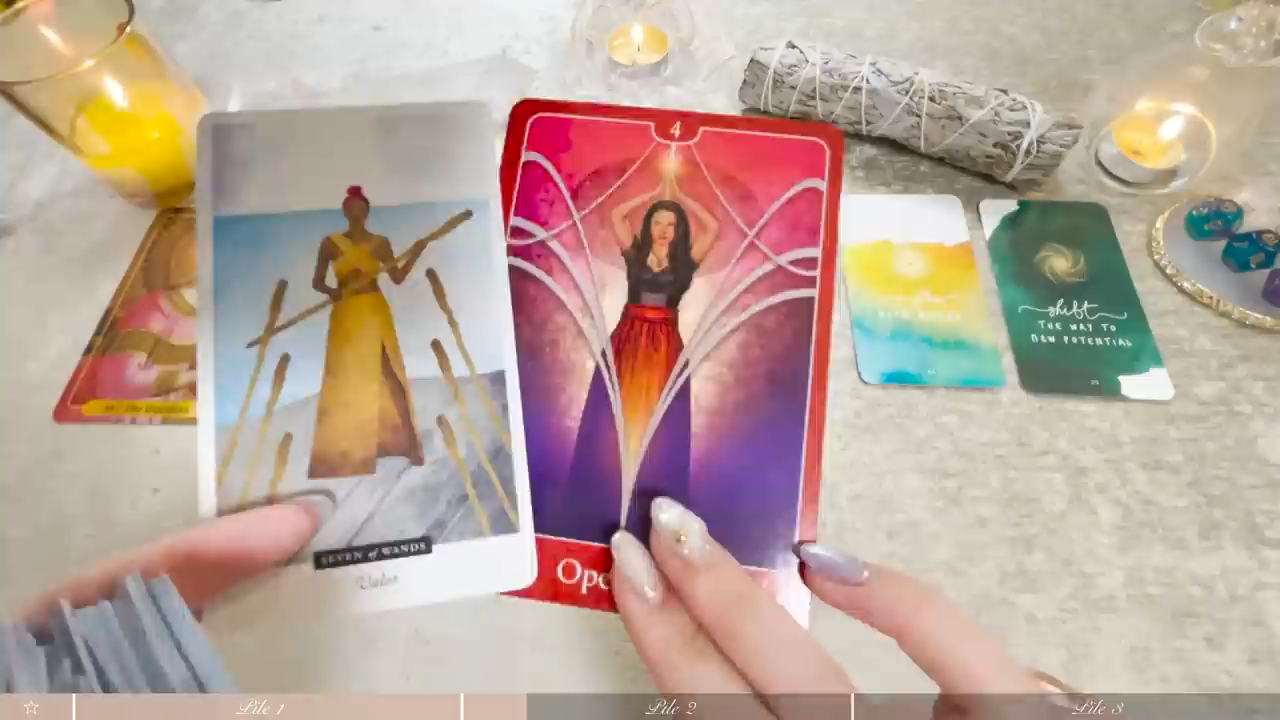 4
SEVEN of WANDS
Valor
Ope
shift
THE WAY TO
NEW POTENTIAL
Pile 1
Pile 2
Pile 3